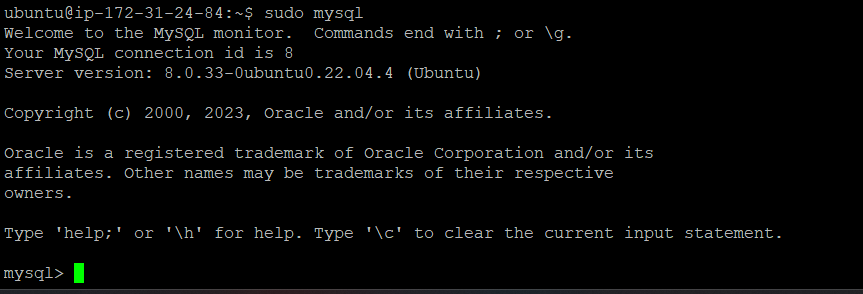 ubuntu@ip-172-31-24-84:~$ sudo mysql
Welcome to the MySQL monitor.  Commands end with ; or \g.
Your MySQL connection id is 8
Server version: 8.0.33-0ubuntu0.22.04.4 (Ubuntu)
Copyright (c) 2000, 2023, Oracle and/or its affiliates.
Oracle is a registered trademark of Oracle Corporation and/or its
affiliates. Other names may be trademarks of their respective
owners.
Type 'help;' or '\h' for help. Type '\c' to clear the current input statement.
mysql>